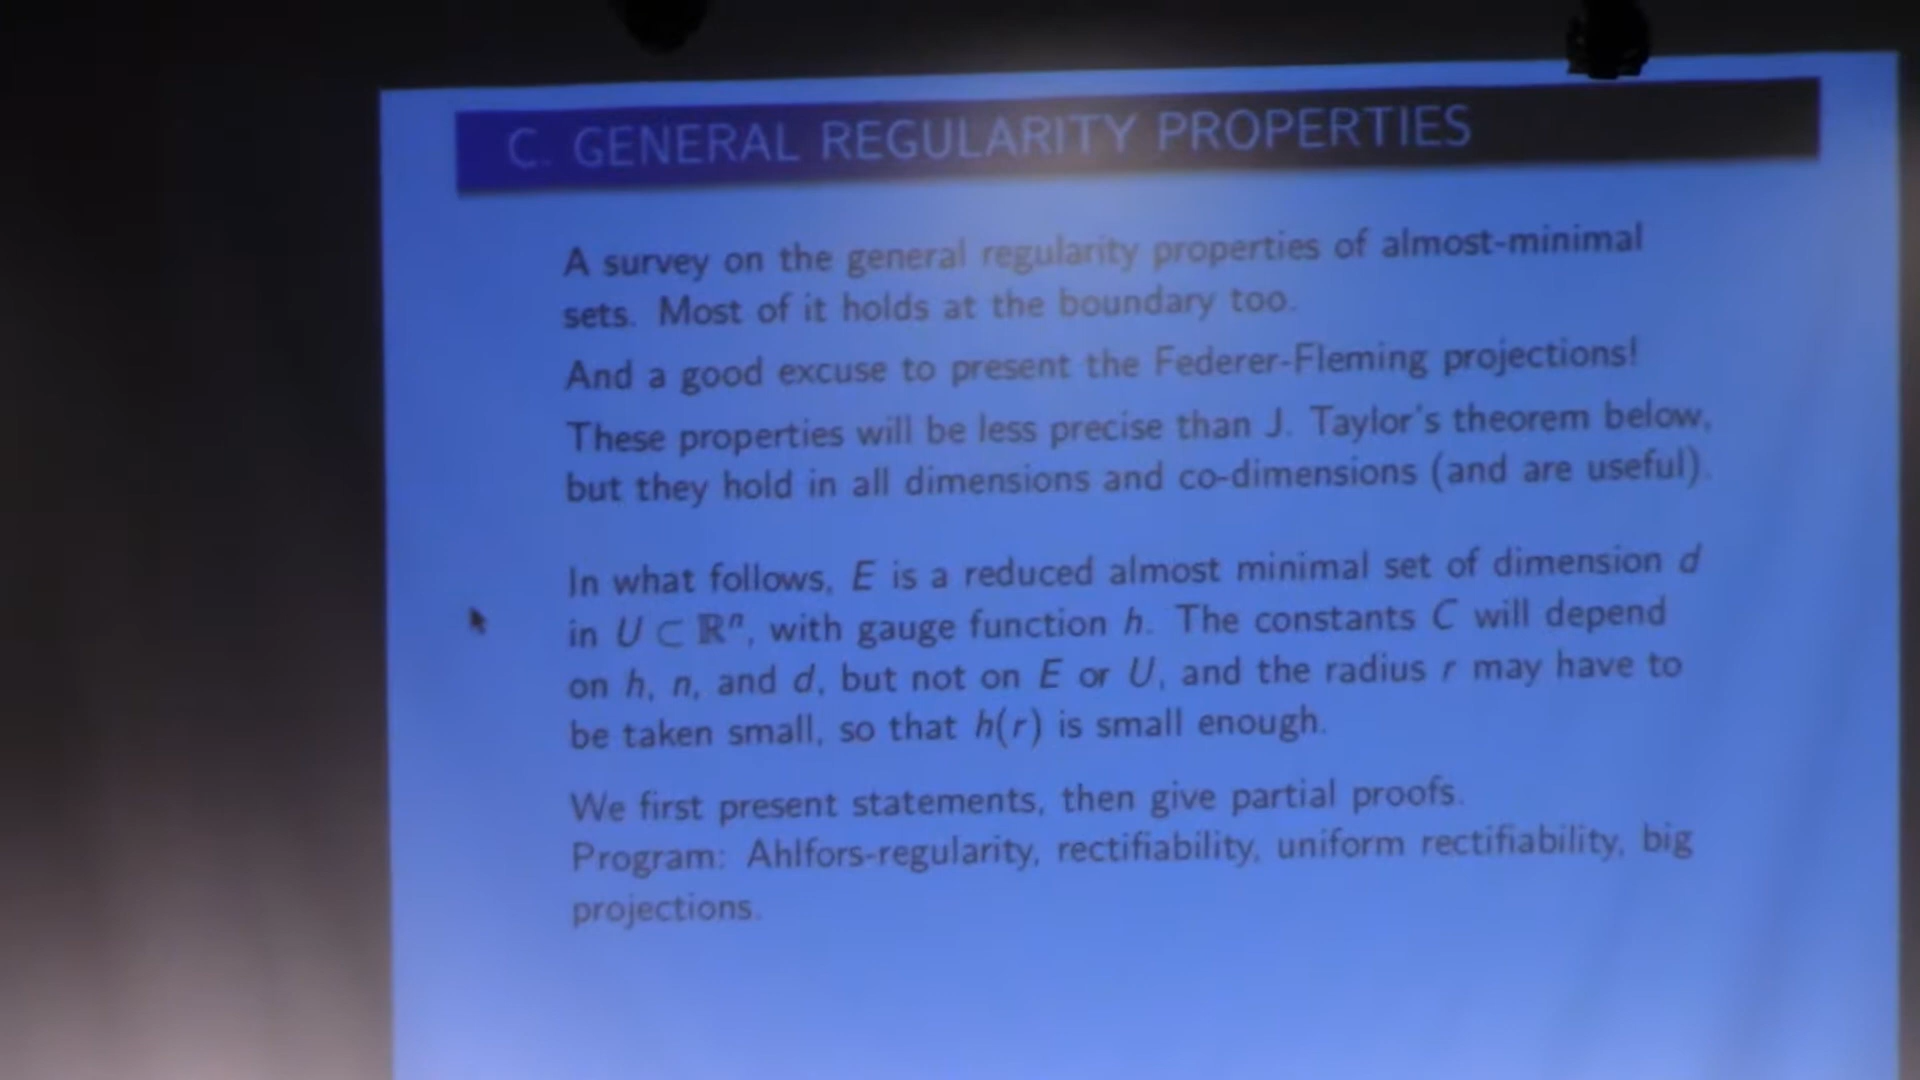 C. GENERAL REGULARITY PROPERTIES
A survey on the general regularity properties of almost-minimal
sets. Most of it holds at the boundary too.
And a good excuse to present the Federer-Fleming projections!
These properties will be less precise than J. Taylor's theorem below,
but they hold in all dimensions and co-dimensions (and are useful).
In what follows, E is a reduced almost minimal set of dimension d
in U ⊂ ℝⁿ, with gauge function h. The constants C will depend
on h, n, and d, but not on E or U, and the radius r may have to
be taken small, so that h(r) is small enough.
We first present statements, then give partial proofs.
Program: Ahlfors-regularity, rectifiability, uniform rectifiability, big
projections.